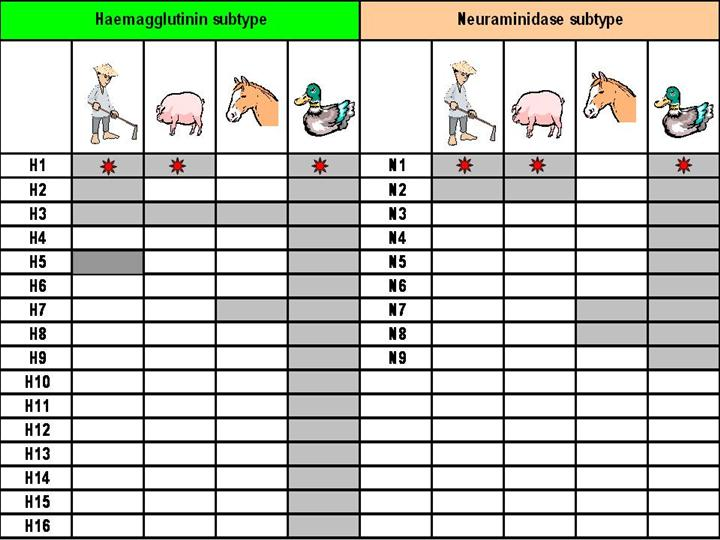 Haemagglutinin subtype Neuraminidase subtype
H1 N1
H2 N2
H3 N3
H4 N4
H5 N5
H6 N6
H7 N7
H8 N8
H9 N9
H10
H11
H12
H13
H14
H15
H16